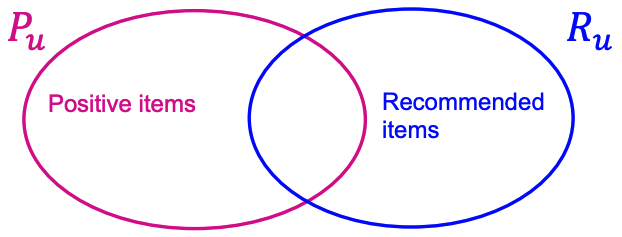 P_u
R_u
Positive items
Recommended
items